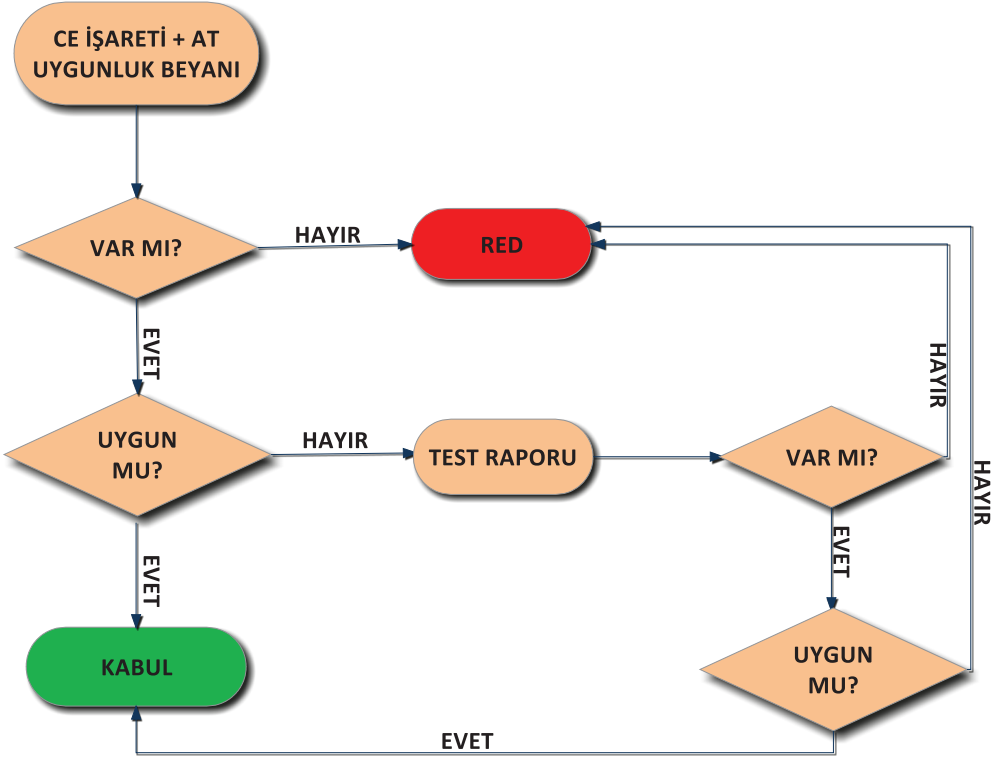 CE İŞARETİ + AT
UYGUNLUK BEYANI
VAR MI?
HAYIR
RED
EVET
UYGUN
MU?
HAYIR
TEST RAPORU
VAR MI?
HAYIR
HAYIR
EVET
EVET
KABUL
UYGUN
MU?
EVET